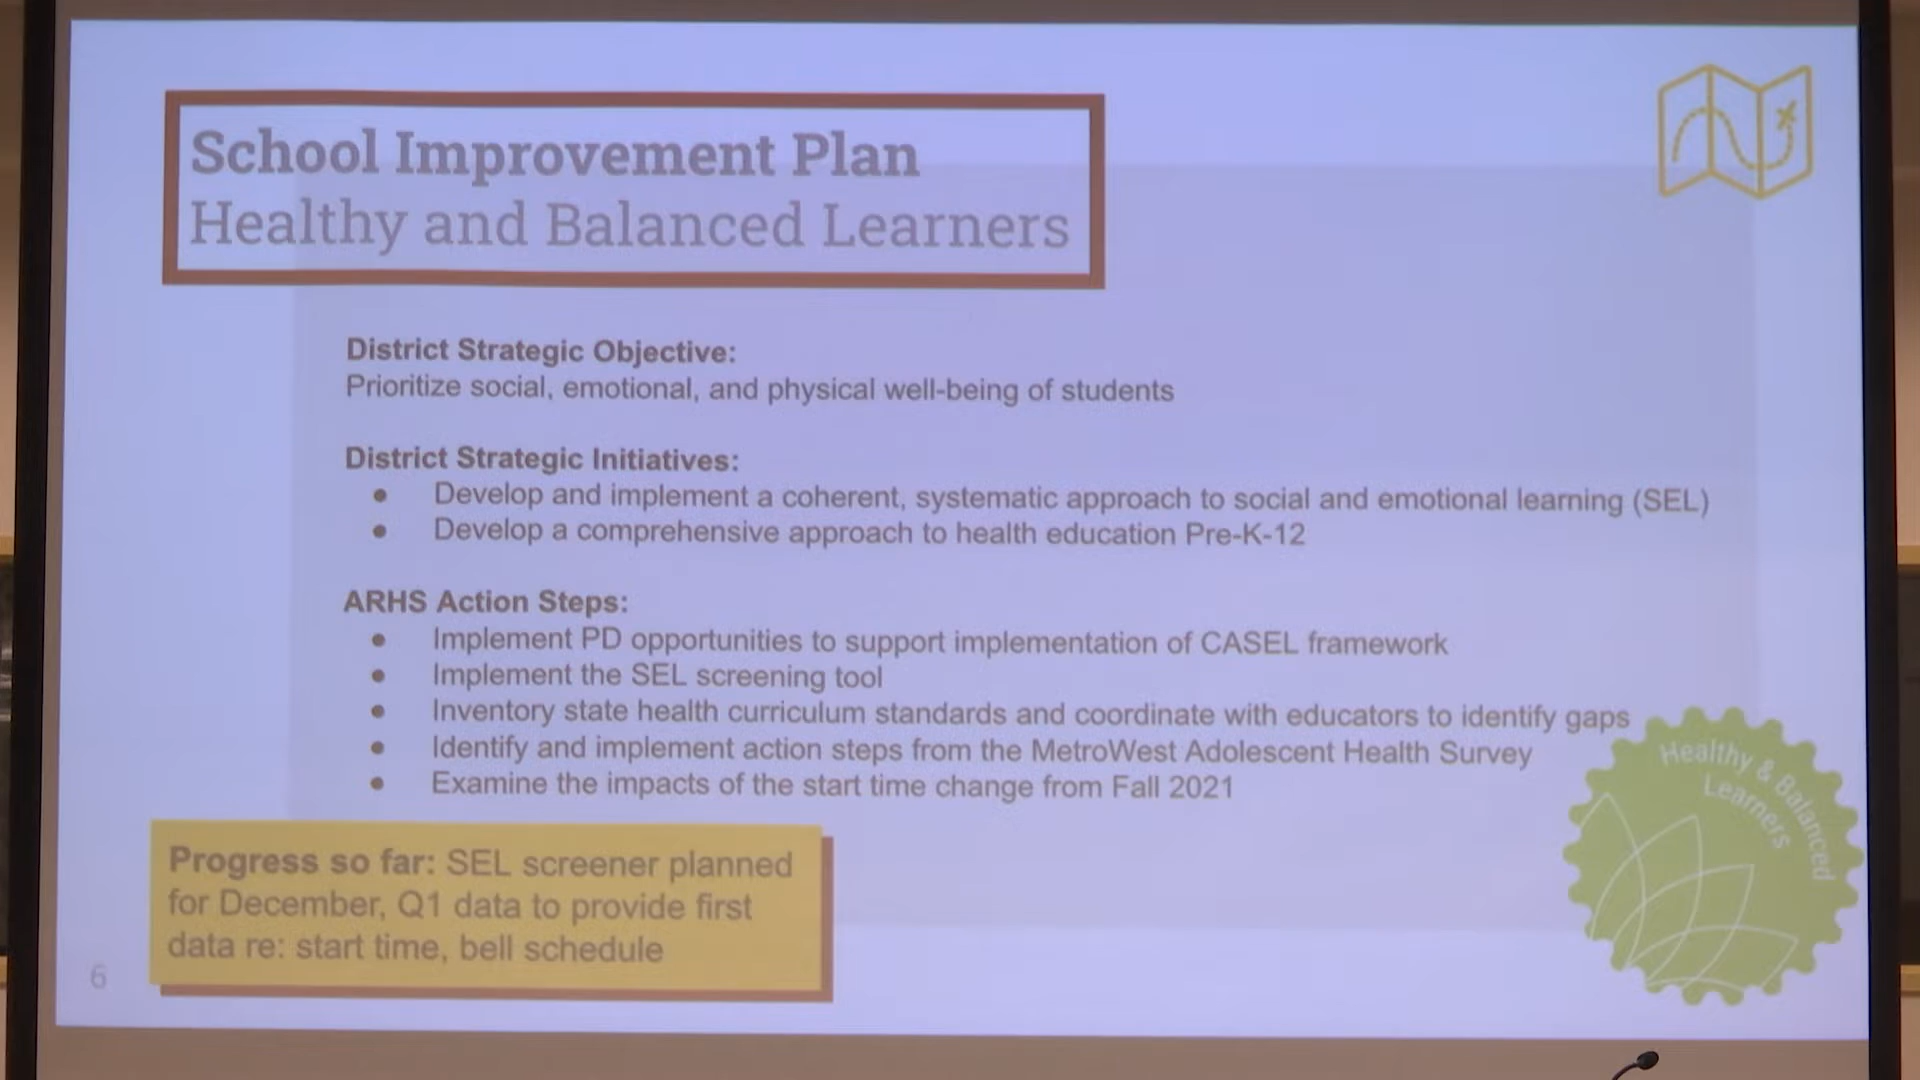 School Improvement Plan
Healthy and Balanced Learners
District Strategic Objective:
Prioritize social, emotional, and physical well-being of students
District Strategic Initiatives:
● Develop and implement a coherent, systematic approach to social and emotional learning (SEL)
● Develop a comprehensive approach to health education Pre-K-12
ARHS Action Steps:
● Implement PD opportunities to support implementation of CASEL framework
● Implement the SEL screening tool
● Inventory state health curriculum standards and coordinate with educators to identify gaps
● Identify and implement action steps from the MetroWest Adolescent Health Survey
● Examine the impacts of the start time change from Fall 2021
Healthy & Balanced
Learners
Progress so far: SEL screener planned
for December, Q1 data to provide first
data re: start time, bell schedule
6